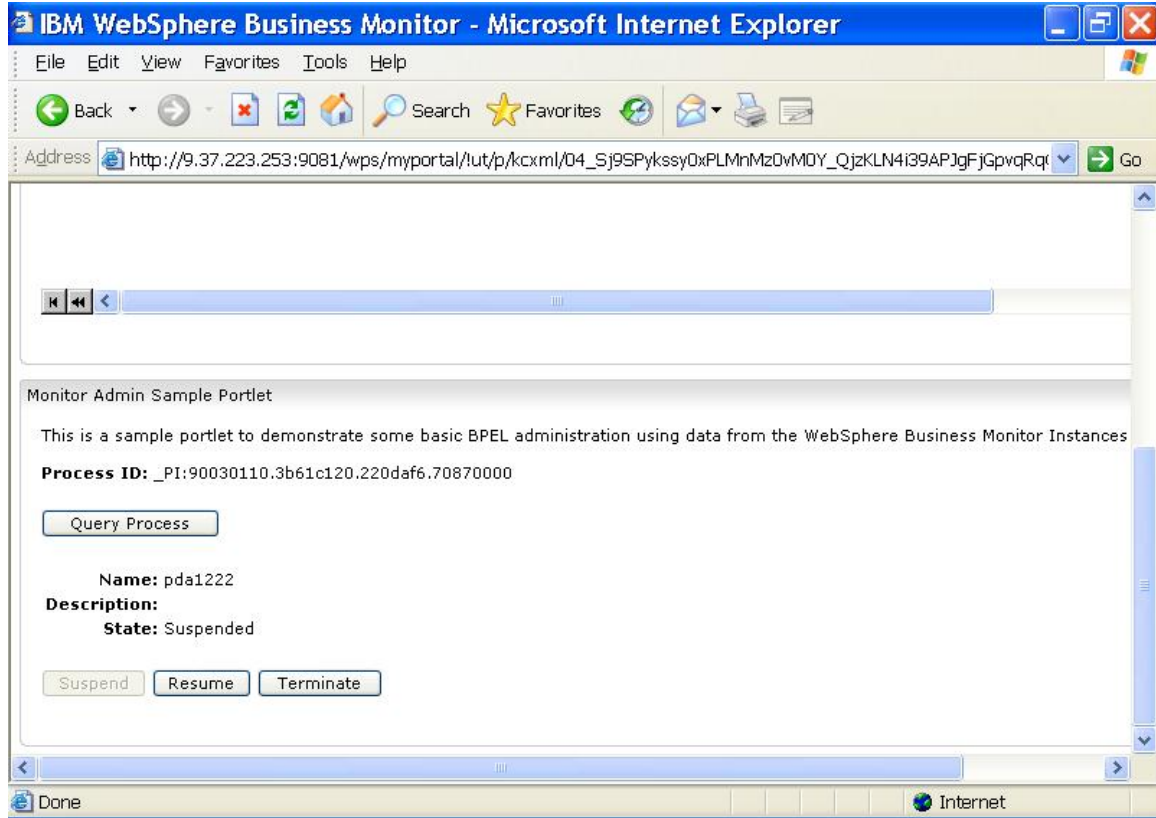 IBM WebSphere Business Monitor - Microsoft Internet Explorer
File Edit View Favorites Tools Help
Back Search Favorites
Address http://9.37.223.253:9081/wps/myportal/!ut/p/kcxml/04_Sj9SPykssy0xPLMnMz0vM0Y_QjzKLN4i39APJgFjGpvqRq Go
Monitor Admin Sample Portlet
This is a sample portlet to demonstrate some basic BPEL administration using data from the WebSphere Business Monitor Instances
Process ID: _PI:90030110.3b61c120.220daf6.70870000
Query Process
Name: pda1222
Description:
State: Suspended
Suspend Resume Terminate
Done Internet